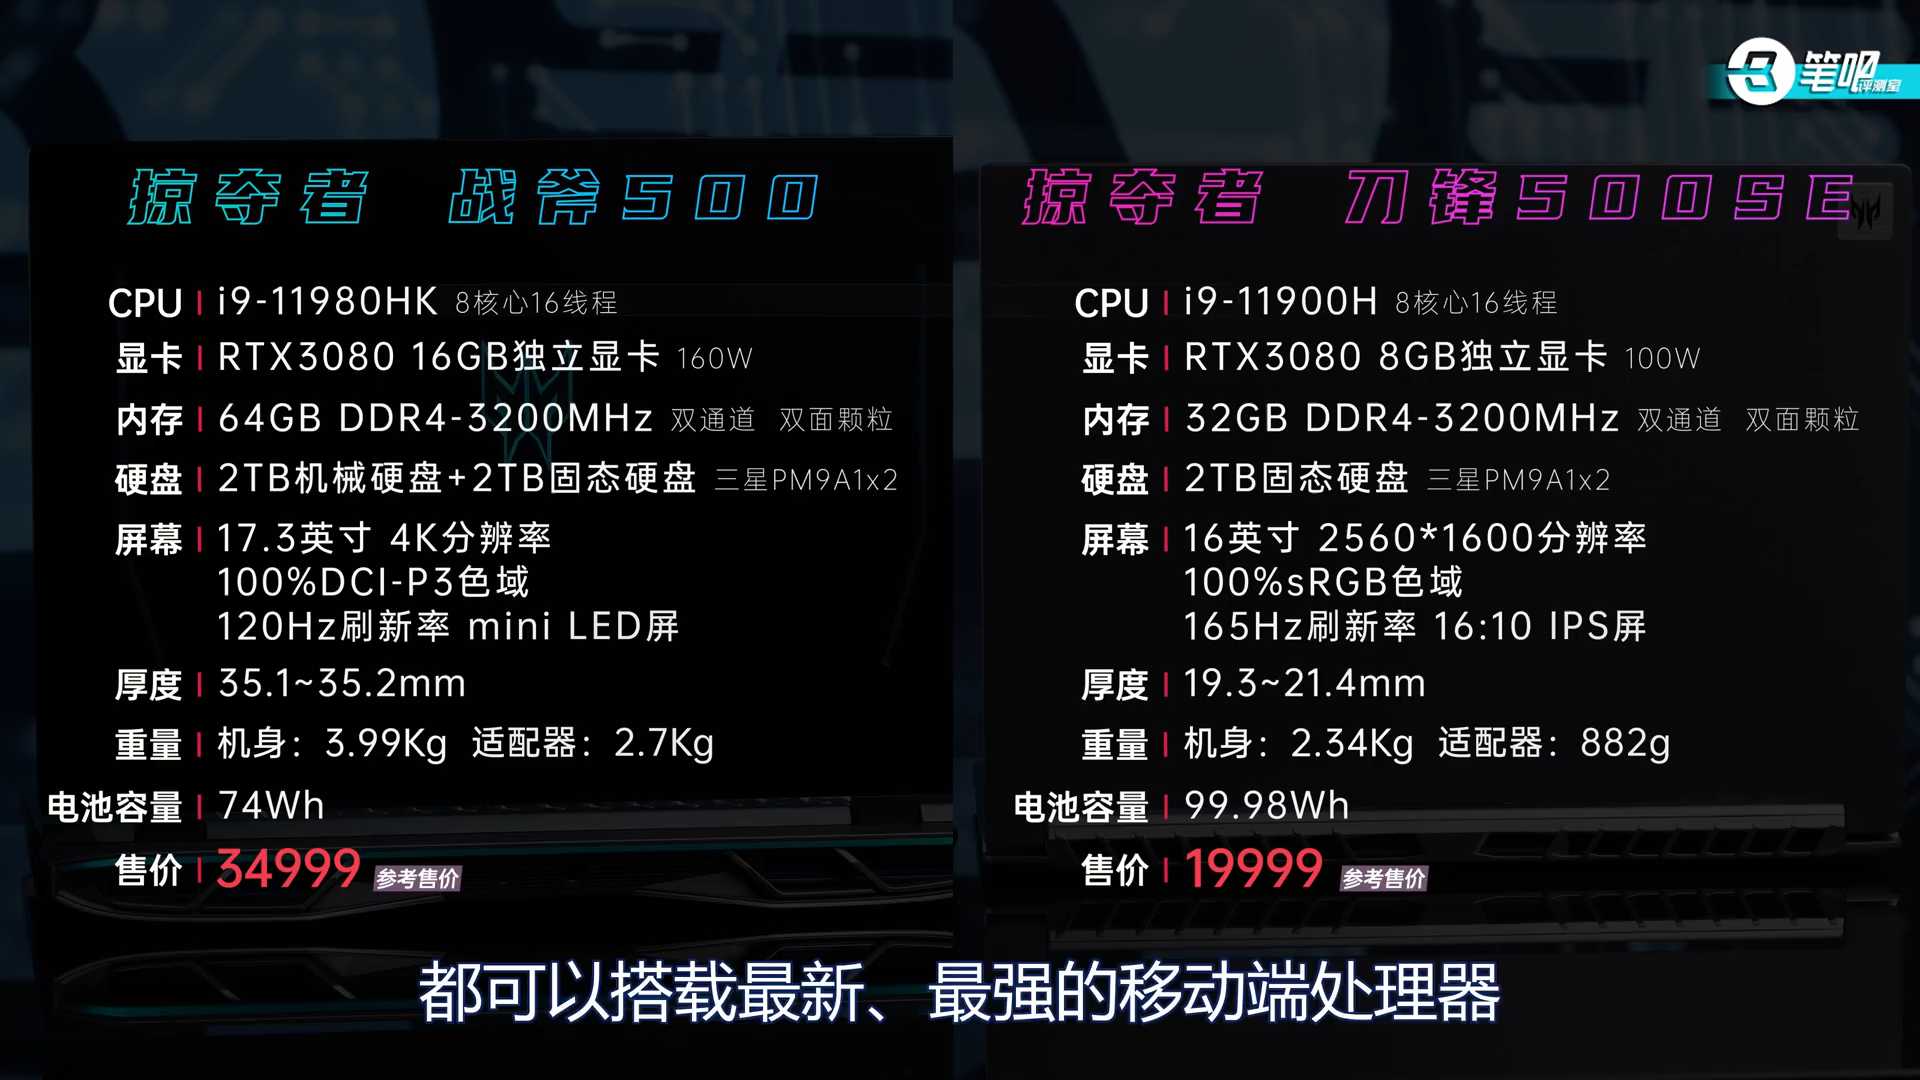 笔吧评测室
掠夺者 战斧500
CPU i9-11980HK 8核心16线程
显卡 RTX3080 16GB独立显卡 160W
内存 64GB DDR4-3200MHz 双通道 双面颗粒
硬盘 2TB机械硬盘+2TB固态硬盘 三星PM9A1x2
屏幕 17.3英寸 4K分辨率
100%DCI-P3色域
120Hz刷新率 mini LED屏
厚度 35.1~35.2mm
重量 机身：3.99Kg 适配器：2.7Kg
电池容量 74Wh
售价 34999 参考售价
掠夺者 刀锋500SE
CPU i9-11900H 8核心16线程
显卡 RTX3080 8GB独立显卡 100W
内存 32GB DDR4-3200MHz 双通道 双面颗粒
硬盘 2TB固态硬盘 三星PM9A1x2
屏幕 16英寸 2560*1600分辨率
100%sRGB色域
165Hz刷新率 16:10 IPS屏
厚度 19.3~21.4mm
重量 机身：2.34Kg 适配器：882g
电池容量 99.98Wh
售价 19999 参考售价
都可以搭载最新、最强的移动端处理器